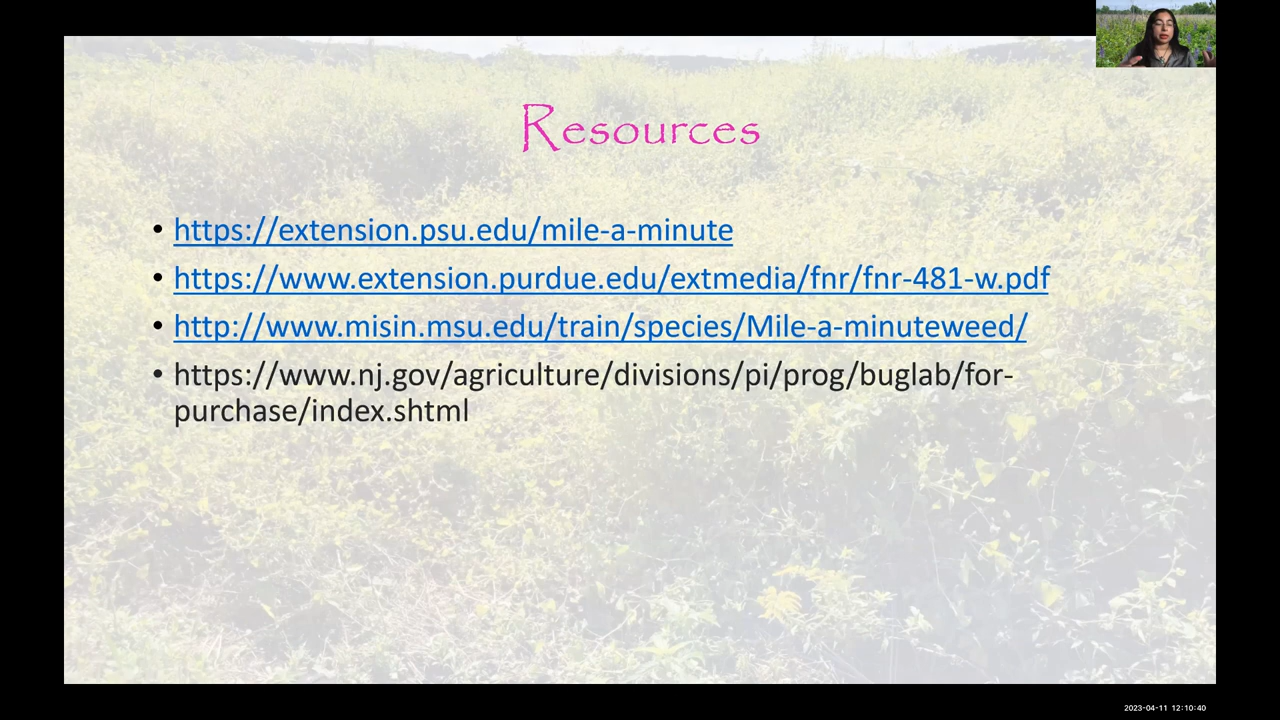 Resources
• https://extension.psu.edu/mile-a-minute
• https://www.extension.purdue.edu/extmedia/fnr/fnr-481-w.pdf
• http://www.misin.msu.edu/train/species/Mile-a-minuteweed/
• https://www.nj.gov/agriculture/divisions/pi/prog/buglab/for-
purchase/index.shtml
2023-04-11 12:10:40